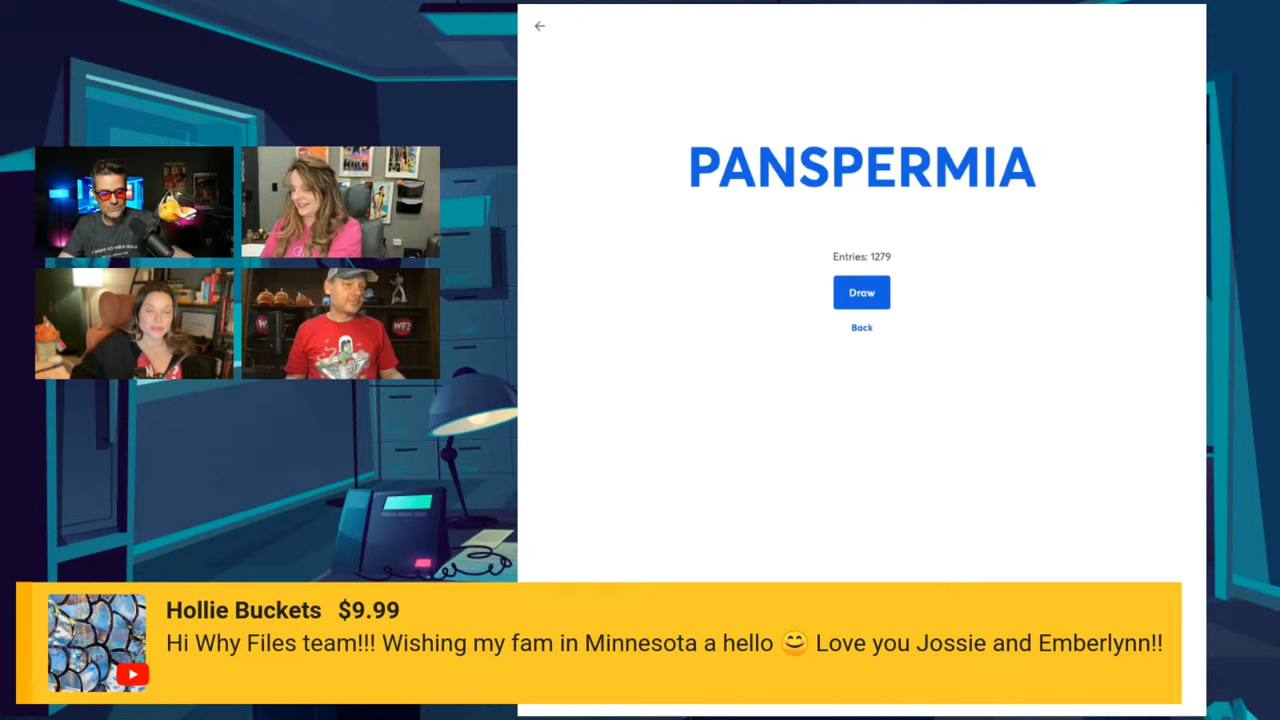 PANSPERMIA
Entries: 1279
Draw
Back
WF?
Hollie Buckets $9.99
Hi Why Files team!!! Wishing my fam in Minnesota a hello 😊 Love you Jossie and Emberlynn!!